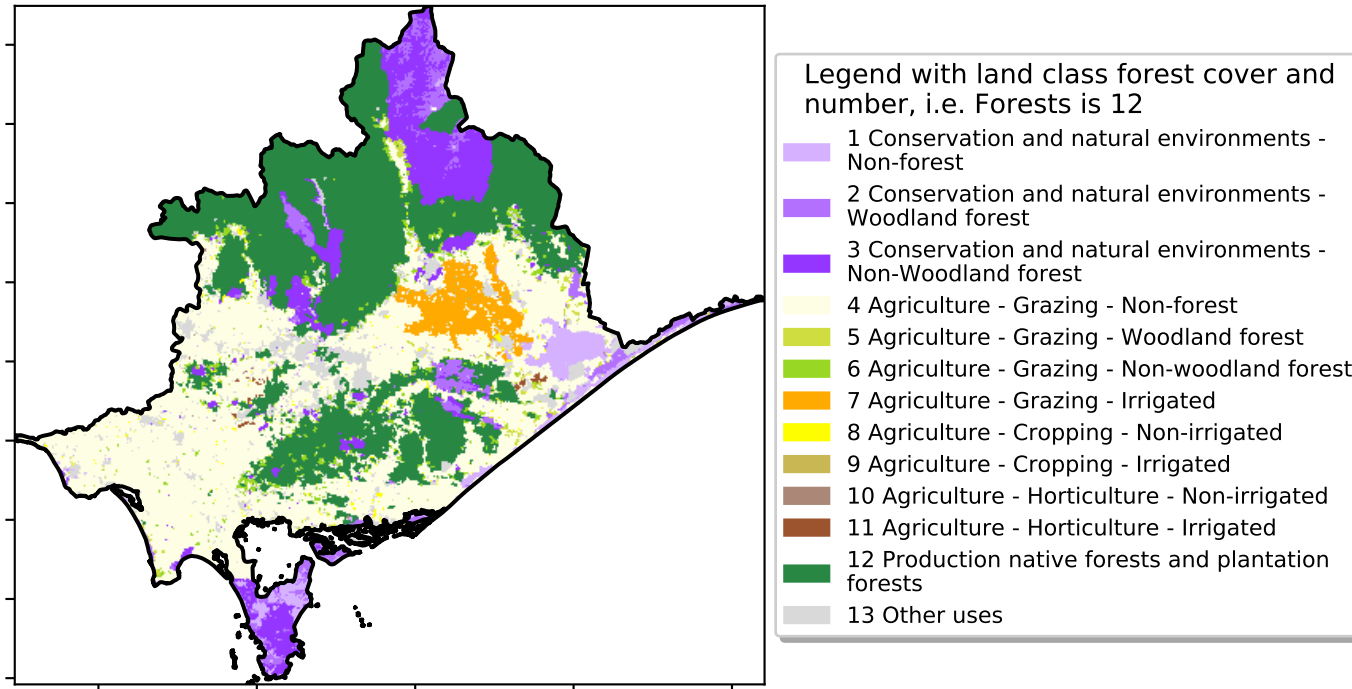 Legend with land class forest cover and
number, i.e. Forests is 12
1 Conservation and natural environments -
Non-forest
2 Conservation and natural environments -
Woodland forest
3 Conservation and natural environments -
Non-Woodland forest
4 Agriculture - Grazing - Non-forest
5 Agriculture - Grazing - Woodland forest
6 Agriculture - Grazing - Non-woodland forest
7 Agriculture - Grazing - Irrigated
8 Agriculture - Cropping - Non-irrigated
9 Agriculture - Cropping - Irrigated
10 Agriculture - Horticulture - Non-irrigated
11 Agriculture - Horticulture - Irrigated
12 Production native forests and plantation
forests
13 Other uses